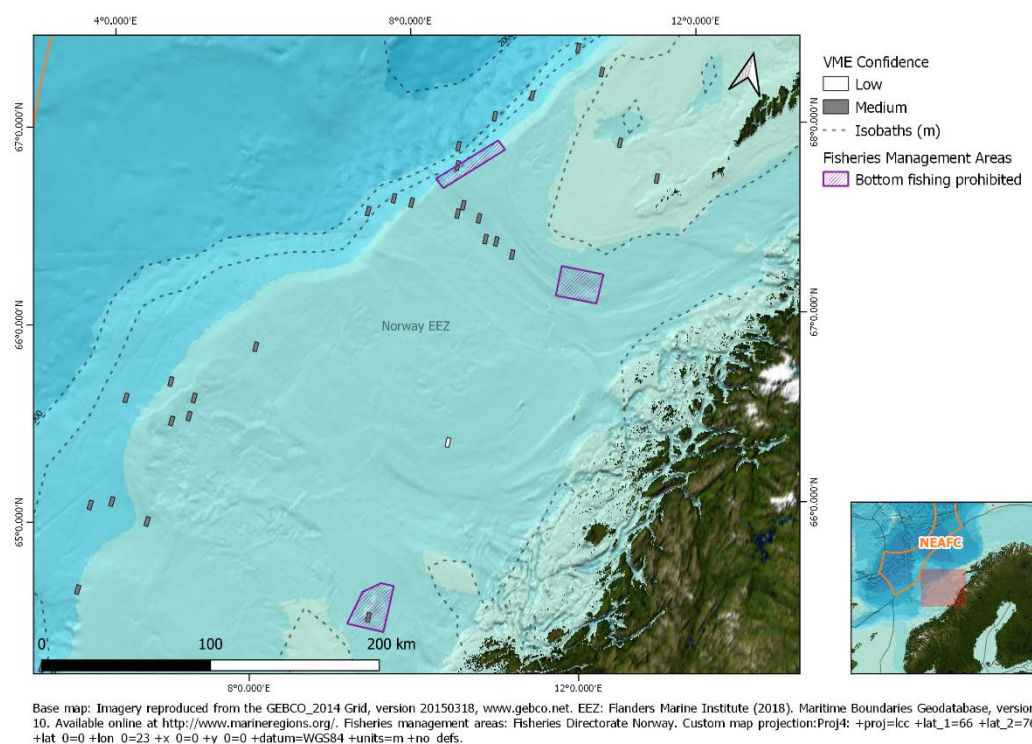 4°0.000'E 8°0.000'E 12°0.000'E
VME Confidence
Low
Medium
Isobaths (m)
Fisheries Management Areas
Bottom fishing prohibited
67°0.000'N
68°0.000'N
66°0.000'N
67°0.000'N
Norway EEZ
65°0.000'N
66°0.000'N
NEAFC
0 100 200 km
8°0.000'E 12°0.000'E
Base map: Imagery reproduced from the GEBCO_2014 Grid, version 20150318, www.gebco.net. EEZ: Flanders Marine Institute (2018). Maritime Boundaries Geodatabase, version
10. Available online at http://www.marineregions.org/. Fisheries management areas: Fisheries Directorate Norway. Custom map projection:Proj4: +proj=lcc +lat_1=66 +lat_2=76
+lat_0=0 +lon_0=23 +x_0=0 +y_0=0 +datum=WGS84 +units=m +no_defs.